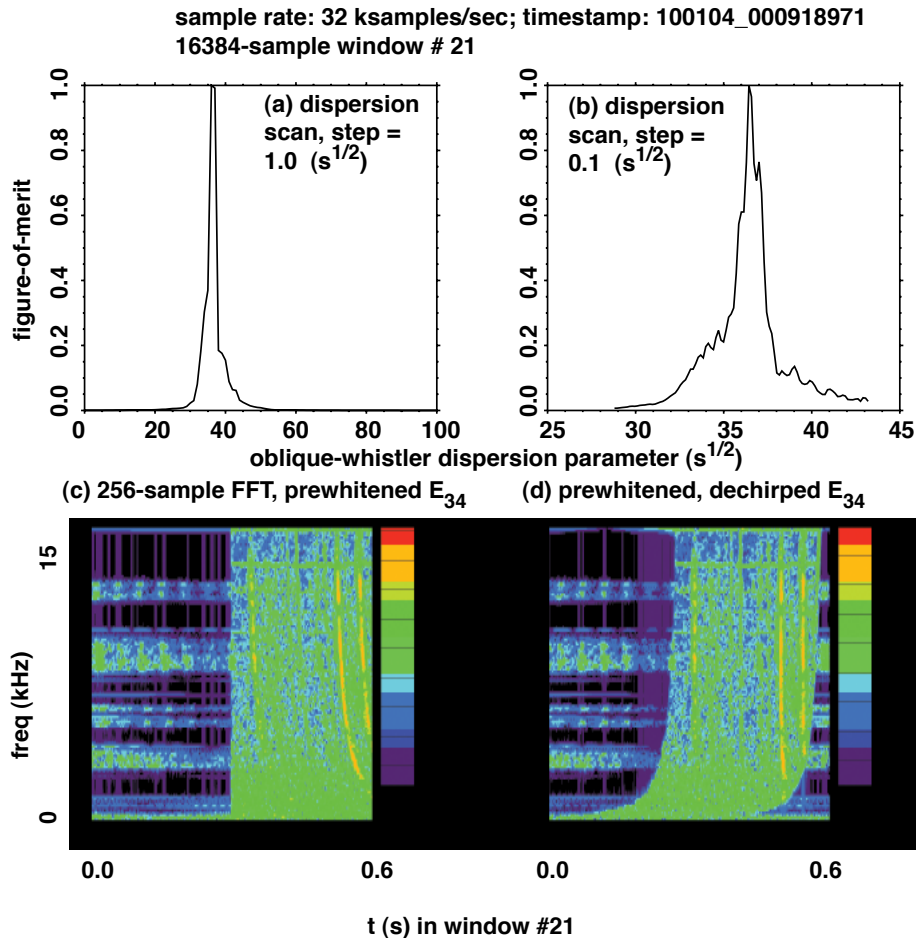 sample rate: 32 ksamples/sec; timestamp: 100104_000918971
16384-sample window # 21
(a) dispersion
scan, step =
1.0 (s^1/2)
(b) dispersion
scan, step =
0.1 (s^1/2)
figure-of-merit
1.0
0.8
0.6
0.4
0.2
0.0
1.0
0.8
0.6
0.4
0.2
0.0
0 20 40 60 80 100
25 30 35 40 45
oblique-whistler dispersion parameter (s^1/2)
(c) 256-sample FFT, prewhitened E_34
(d) prewhitened, dechirped E_34
freq (kHz)
15
0
0.0 0.6
0.0 0.6
t (s) in window #21